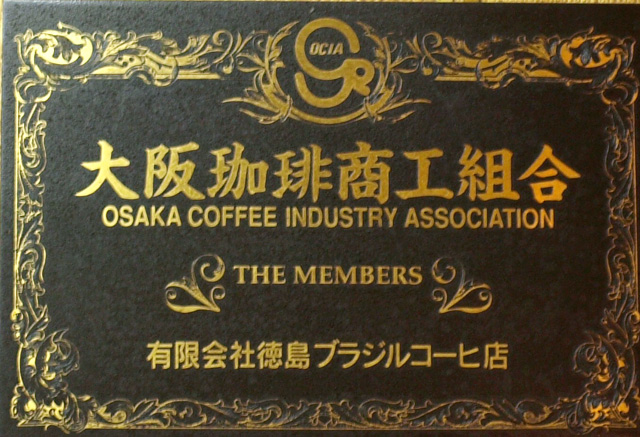 OCIA
大阪珈琲商工組合
OSAKA COFFEE INDUSTRY ASSOCIATION
THE MEMBERS
有限会社徳島ブラジルコーヒ店